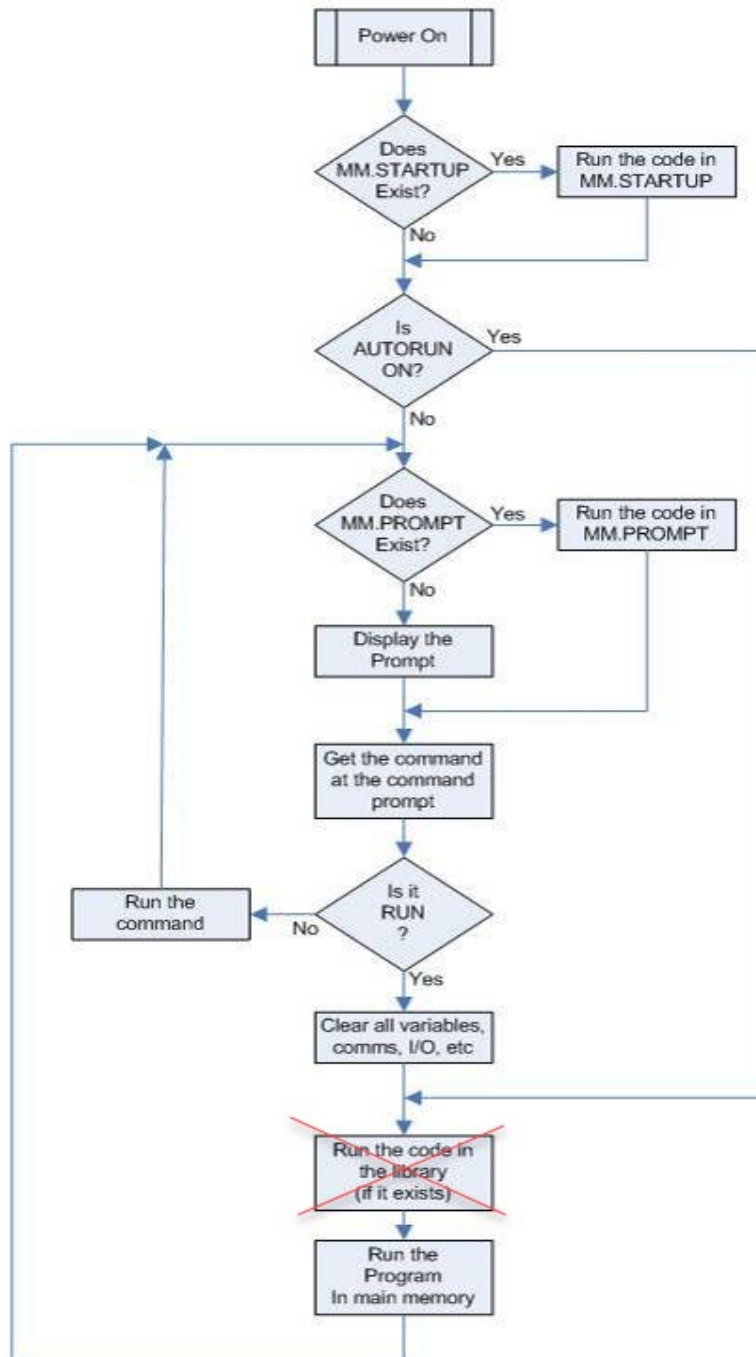 Power On
Does
MM.STARTUP
Exist?
Yes
Run the code in
MM.STARTUP
No
Is
AUTORUN
ON?
Yes
No
Does
MM.PROMPT
Exist?
Yes
Run the code in
MM.PROMPT
No
Display the
Prompt
Get the command
at the command
prompt
Is it
RUN
?
No
Run the
command
Yes
Clear all variables,
comms, I/O, etc
Run the code in
the library
(if it exists)
Run the
Program
In main memory